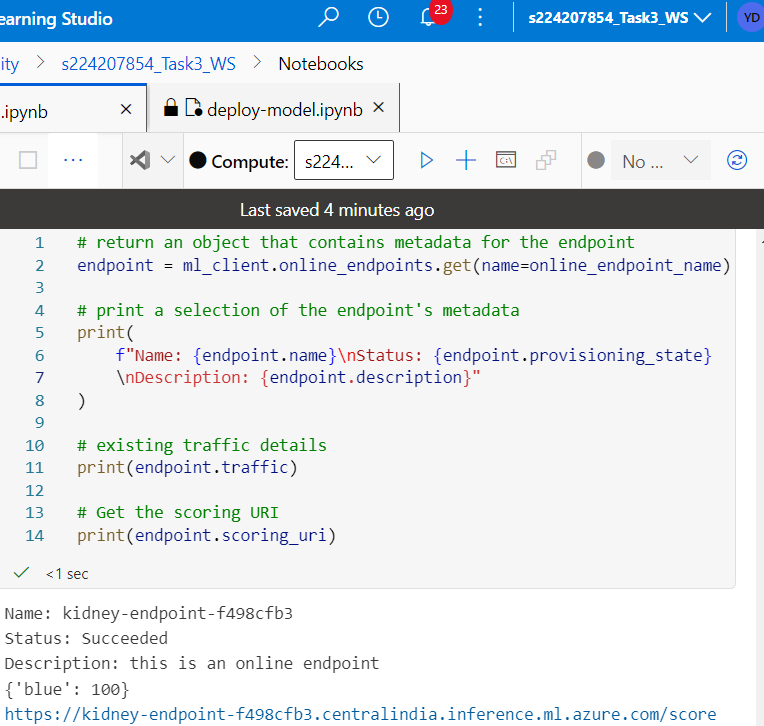 earning Studio
23
s224207854_Task3_WS
YD
ity > s224207854_Task3_WS > Notebooks
.ipynb
deploy-model.ipynb
Compute: s224... No ...
Last saved 4 minutes ago
1 # return an object that contains metadata for the endpoint
2 endpoint = ml_client.online_endpoints.get(name=online_endpoint_name)
3
4 # print a selection of the endpoint's metadata
5 print(
6 f"Name: {endpoint.name}\nStatus: {endpoint.provisioning_state}
7 \nDescription: {endpoint.description}"
8 )
9
10 # existing traffic details
11 print(endpoint.traffic)
12
13 # Get the scoring URI
14 print(endpoint.scoring_uri)
<1 sec
Name: kidney-endpoint-f498cfb3
Status: Succeeded
Description: this is an online endpoint
{'blue': 100}
https://kidney-endpoint-f498cfb3.centralindia.inference.ml.azure.com/score